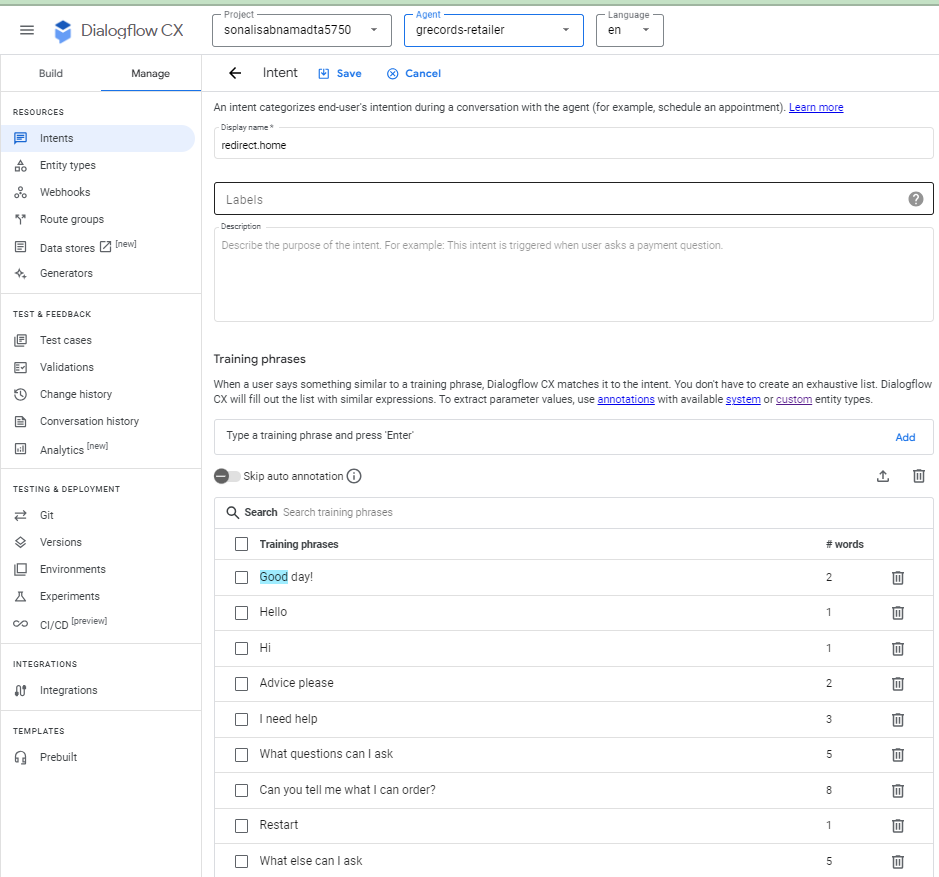 Dialogflow CX
Project
sonalisabnamadta5750
Agent
grecords-retailer
Language
en
Build
Manage
Intent
Save
Cancel
RESOURCES
Intents
Entity types
Webhooks
Route groups
Data stores [new]
Generators
TEST & FEEDBACK
Test cases
Validations
Change history
Conversation history
Analytics [new]
TESTING & DEPLOYMENT
Git
Versions
Environments
Experiments
CI/CD [preview]
INTEGRATIONS
Integrations
TEMPLATES
Prebuilt
An intent categorizes end-user's intention during a conversation with the agent (for example, schedule an appointment). Learn more
Display name *
redirect.home
Labels
Description
Describe the purpose of the intent. For example: This intent is triggered when user asks a payment question.
Training phrases
When a user says something similar to a training phrase, Dialogflow CX matches it to the intent. You don't have to create an exhaustive list. Dialogflow
CX will fill out the list with similar expressions. To extract parameter values, use annotations with available system or custom entity types.
Type a training phrase and press 'Enter'
Add
Skip auto annotation
Search Search training phrases
Training phrases # words
Good day! 2
Hello 1
Hi 1
Advice please 2
I need help 3
What questions can I ask 5
Can you tell me what I can order? 8
Restart 1
What else can I ask 5